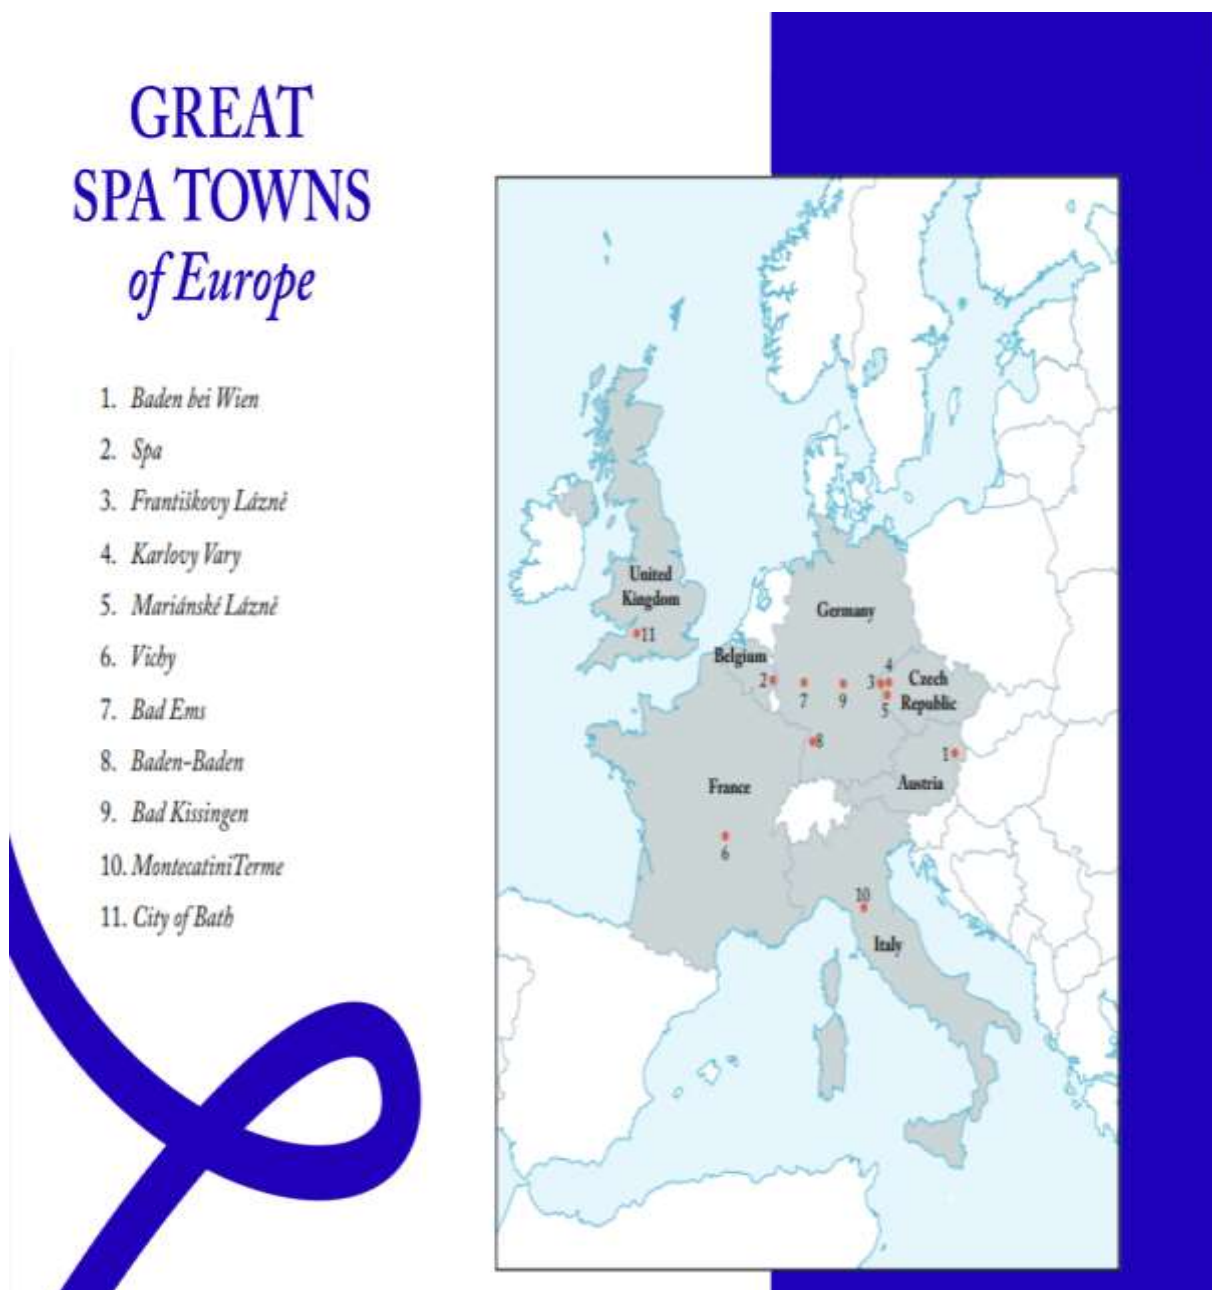 GREAT
SPA TOWNS
of Europe
1. Baden bei Wien
2. Spa
3. Františkovy Lázně
4. Karlovy Vary
5. Mariánské Lázně
6. Vichy
7. Bad Ems
8. Baden-Baden
9. Bad Kissingen
10. MontecatiniTerme
11. City of Bath
United
Kingdom
11
Germany
Belgium
2
7
9
3
4
5
Czech
Republic
8
1
Austria
France
6
10
Italy